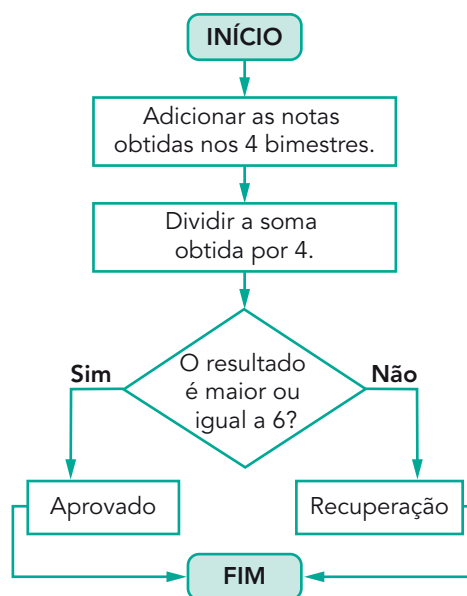 INÍCIO
Adicionar as notas
obtidas nos 4 bimestres.
Dividir a soma
obtida por 4.
O resultado
é maior ou
igual a 6?
Sim
Não
Aprovado
Recuperação
FIM